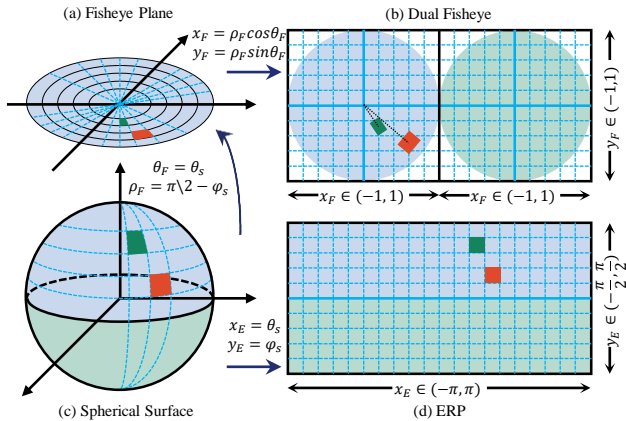 (a) Fisheye Plane
(b) Dual Fisheye
x_F = ρ_F cosθ_F
y_F = ρ_F sinθ_F
y_F ∈ (-1,1)
x_F ∈ (-1, 1)
x_F ∈ (-1, 1)
θ_F = θ_s
ρ_F = π\2 − φ_s
x_E = θ_s
y_E = φ_s
y_E ∈ (-π/2, π/2)
x_E ∈ (-π, π)
(c) Spherical Surface
(d) ERP